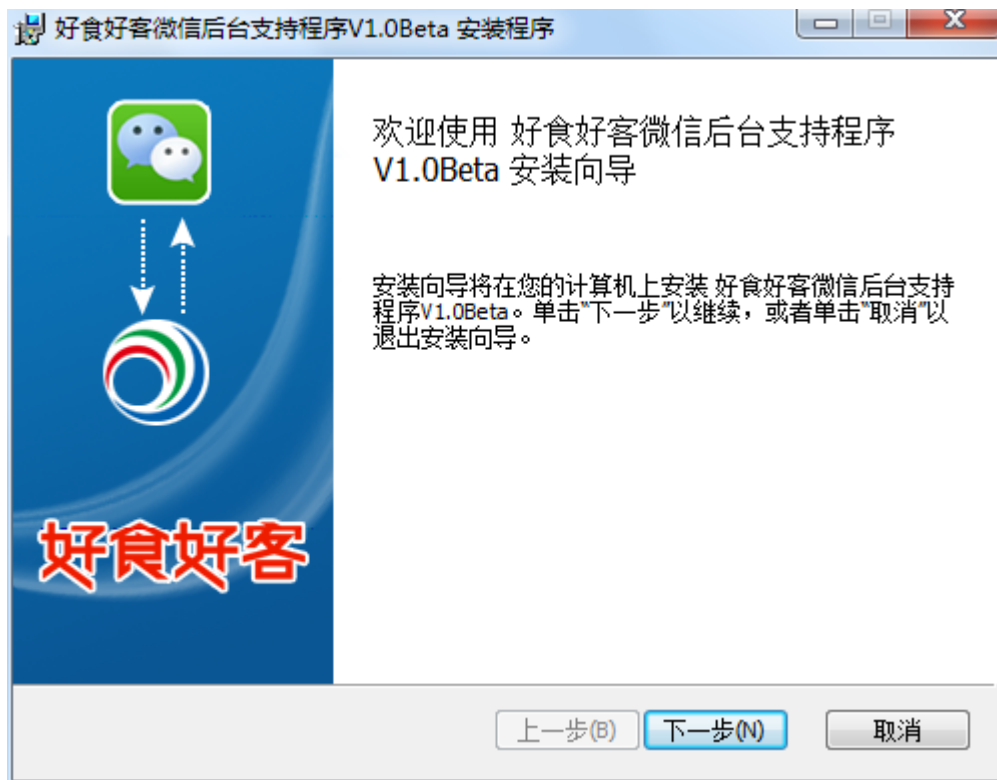 好食好客微信后台支持程序V1.0Beta 安装程序
欢迎使用 好食好客微信后台支持程序
V1.0Beta 安装向导
安装向导将在您的计算机上安装 好食好客微信后台支持
程序V1.0Beta。单击“下一步”以继续，或者单击“取消”以
退出安装向导。
好食好客
上一步(B)
下一步(N)
取消